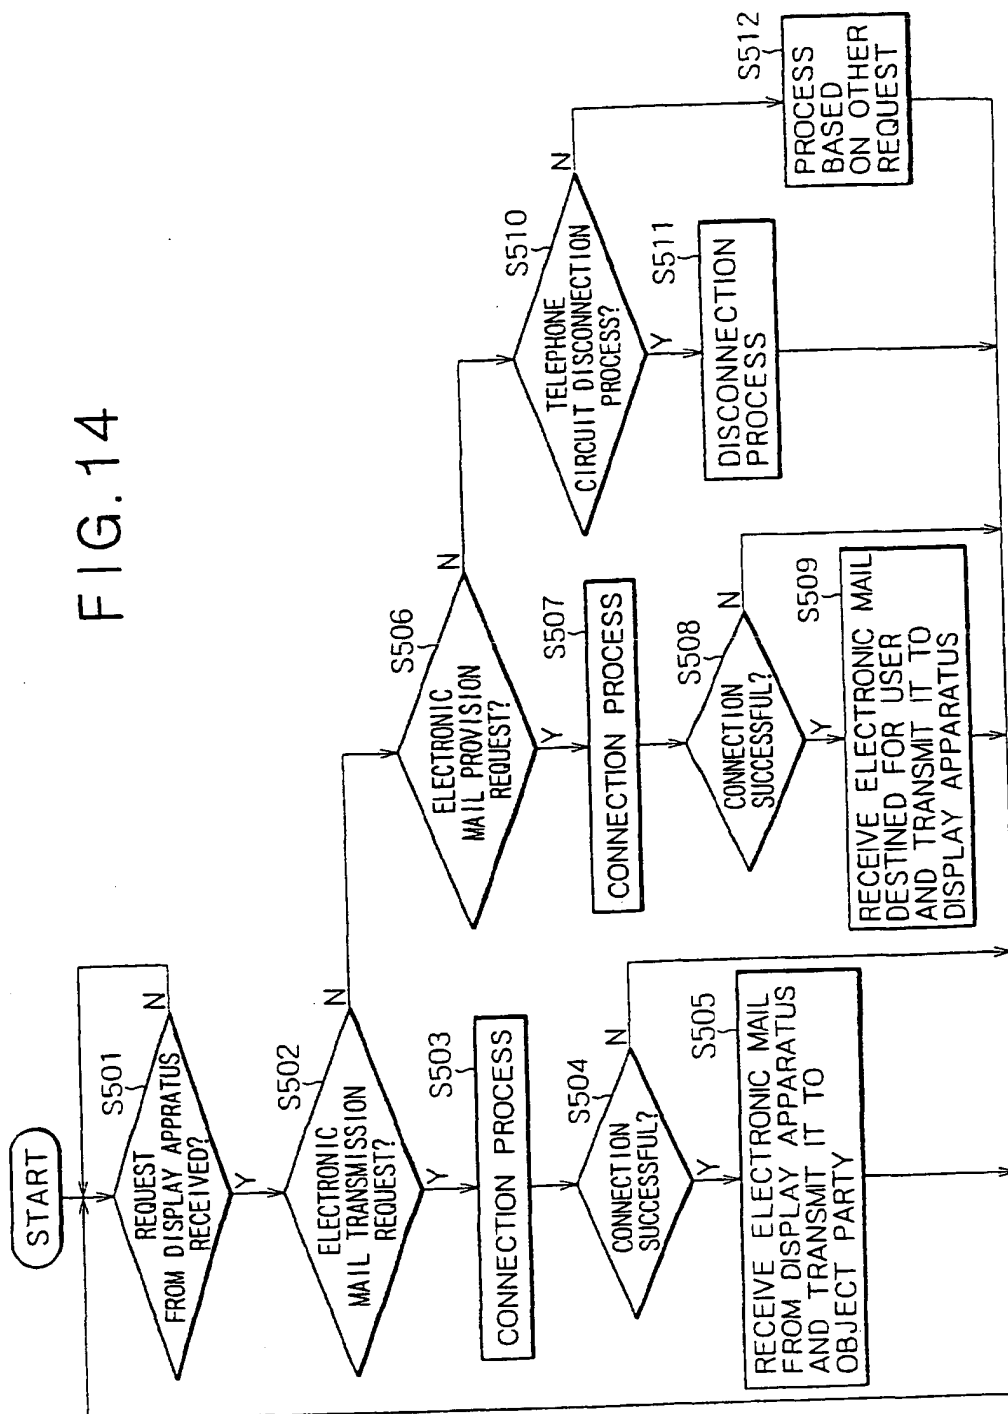 FIG.14
START
S501
REQUEST
FROM DISPLAY APPRATUS
RECEIVED?
N
Y
S502
ELECTRONIC
MAIL TRANSMISSION
REQUEST?
N
Y
S503
CONNECTION PROCESS
S504
CONNECTION
SUCCESSFUL?
N
Y
S505
RECEIVE ELECTRONIC MAIL
FROM DISPLAY APPARATUS
AND TRANSMIT IT TO
OBJECT PARTY
S506
ELECTRONIC
MAIL PROVISION
REQUEST?
N
Y
S507
CONNECTION PROCESS
S508
CONNECTION
SUCCESSFUL?
N
Y
S509
RECEIVE ELECTRONIC MAIL
DESTINED FOR USER
AND TRANSMIT IT TO
DISPLAY APPARATUS
S510
TELEPHONE
CIRCUIT DISCONNECTION
PROCESS?
N
Y
S511
DISCONNECTION
PROCESS
S512
PROCESS
BASED
ON OTHER
REQUEST